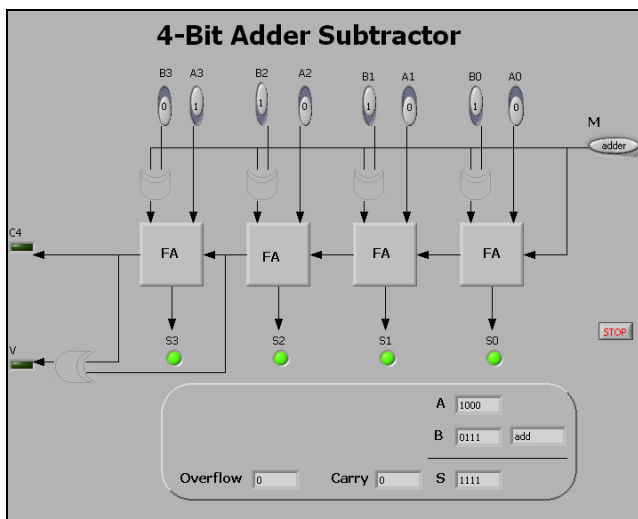 4-Bit Adder Subtractor
B3 A3 B2 A2 B1 A1 B0 A0
0 1 1 0 1 0 1 0
M
adder
FA FA FA FA
C4
V
S3 S2 S1 S0
STOP
A 1000
B 0111 add
Overflow 0 Carry 0 S 1111